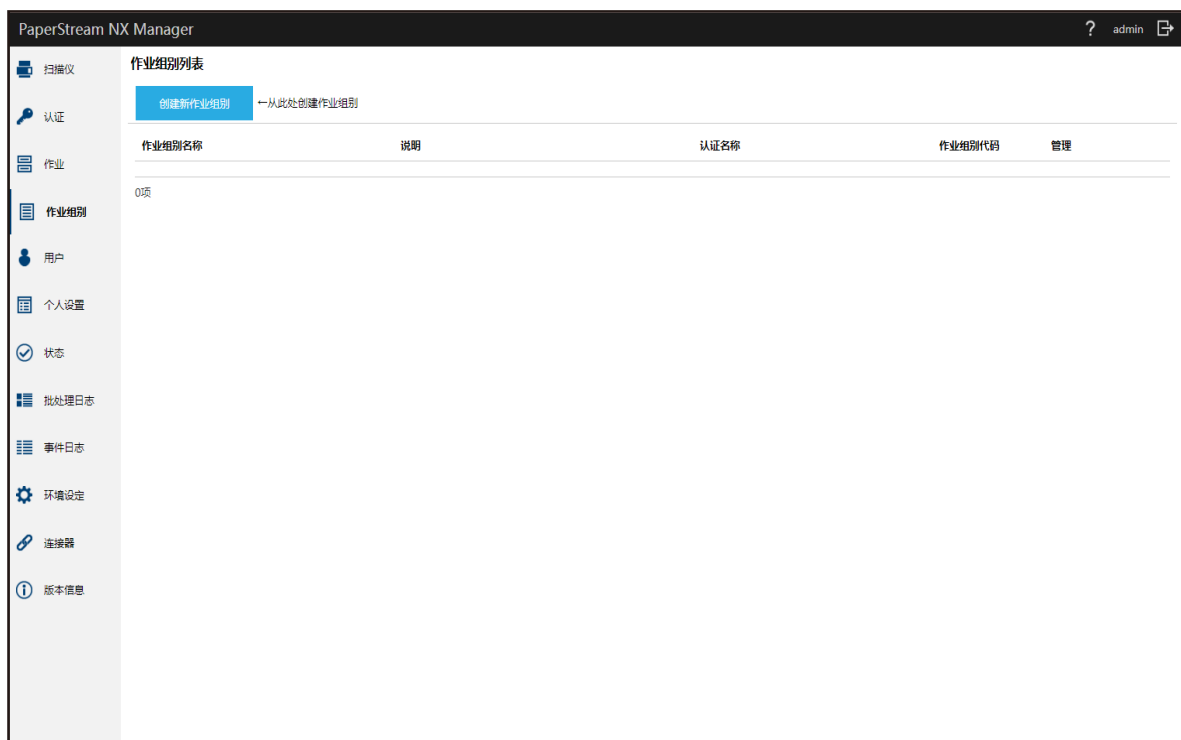 PaperStream NX Manager
? admin
扫描仪
认证
作业
作业组别
用户
个人设置
状态
批处理日志
事件日志
环境设定
连接器
版本信息
作业组别列表
创建新作业组别 ←从此处创建作业组别
作业组别名称 说明 认证名称 作业组别代码 管理
0项